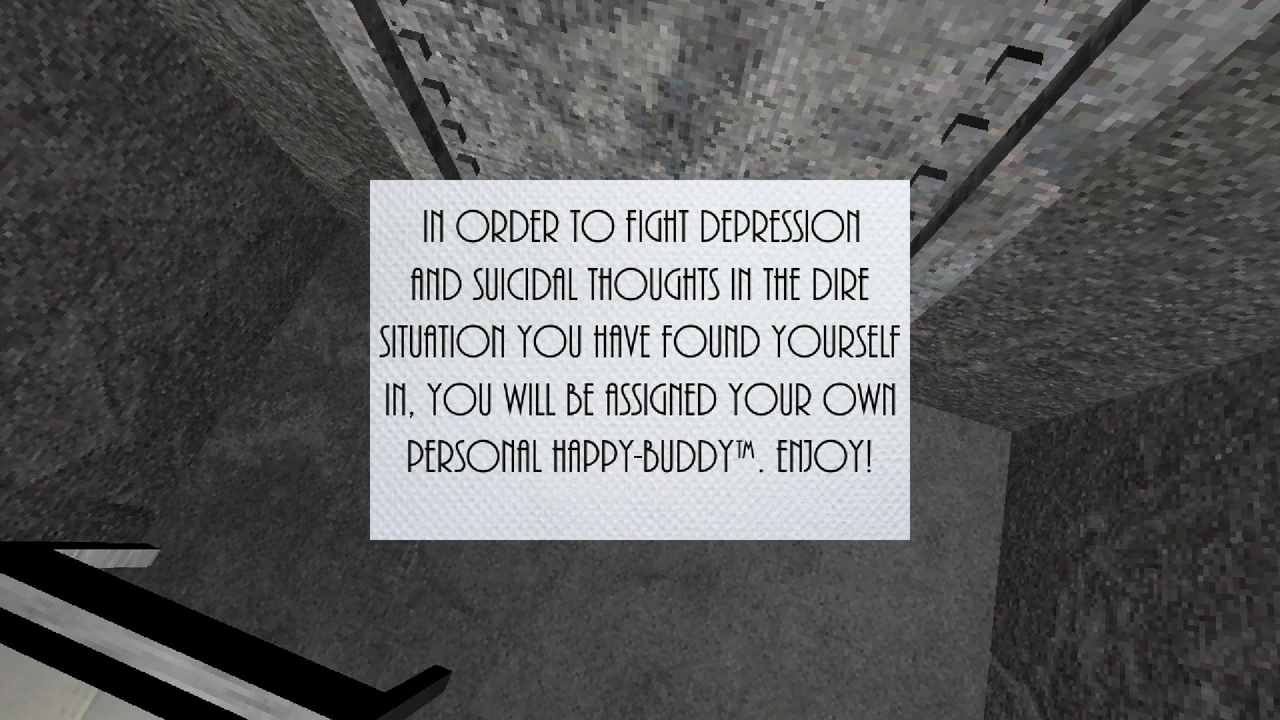 IN ORDER TO FIGHT DEPRESSION
AND SUICIDAL THOUGHTS IN THE DIRE
SITUATION YOU HAVE FOUND YOURSELF
IN, YOU WILL BE ASSIGNED YOUR OWN
PERSONAL HAPPY-BUDDY™. ENJOY!